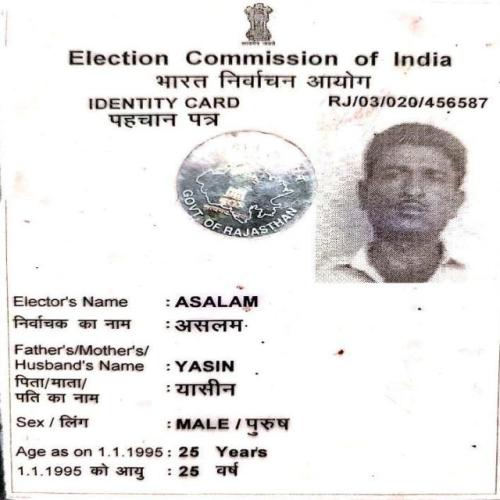 Election Commission of India
भारत निर्वाचन आयोग
IDENTITY CARD RJ/03/020/456587
पहचान पत्र
GOVT. OF RAJASTHAN
Elector's Name : ASALAM
निर्वाचक का नाम : असलम
Father's/Mother's/
Husband's Name : YASIN
पिता/माता/ : यासीन
पति का नाम
Sex / लिंग : MALE / पुरुष
Age as on 1.1.1995 : 25 Years
1.1.1995 को आयु : 25 वर्ष